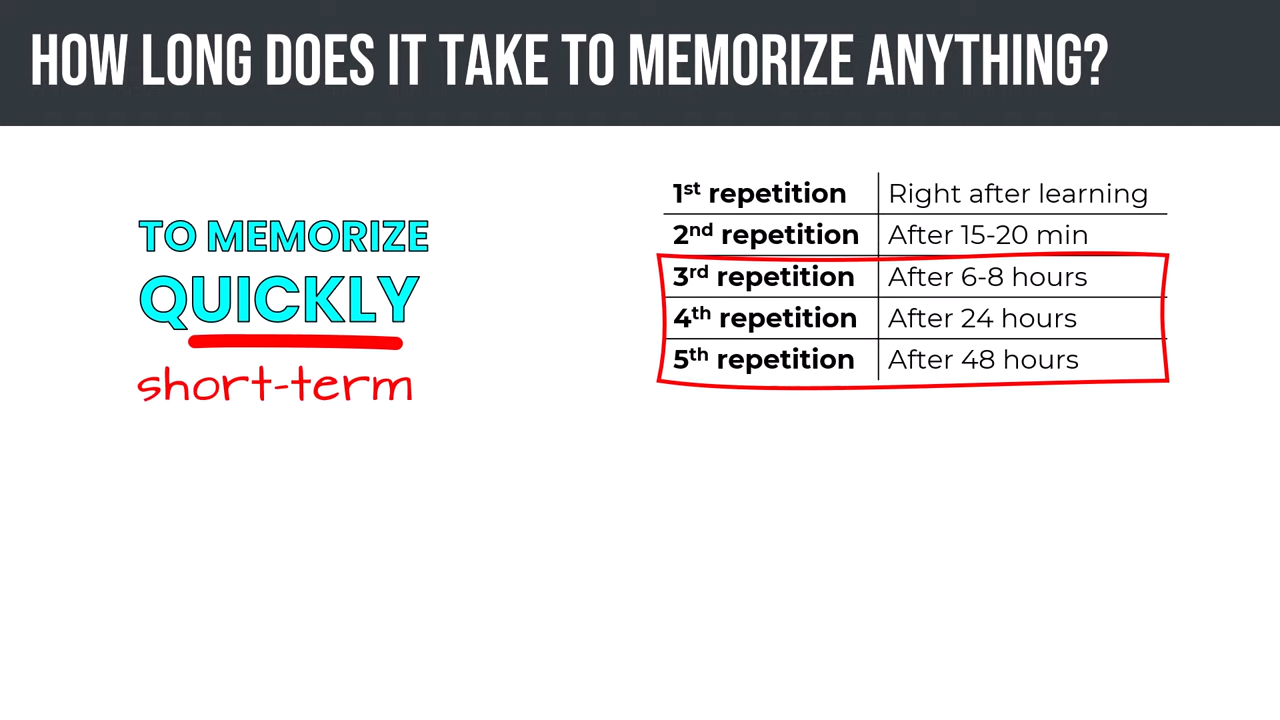 HOW LONG DOES IT TAKE TO MEMORIZE ANYTHING?
TO MEMORIZE
QUICKLY
short-term
1st repetition Right after learning
2nd repetition After 15-20 min
3rd repetition After 6-8 hours
4th repetition After 24 hours
5th repetition After 48 hours